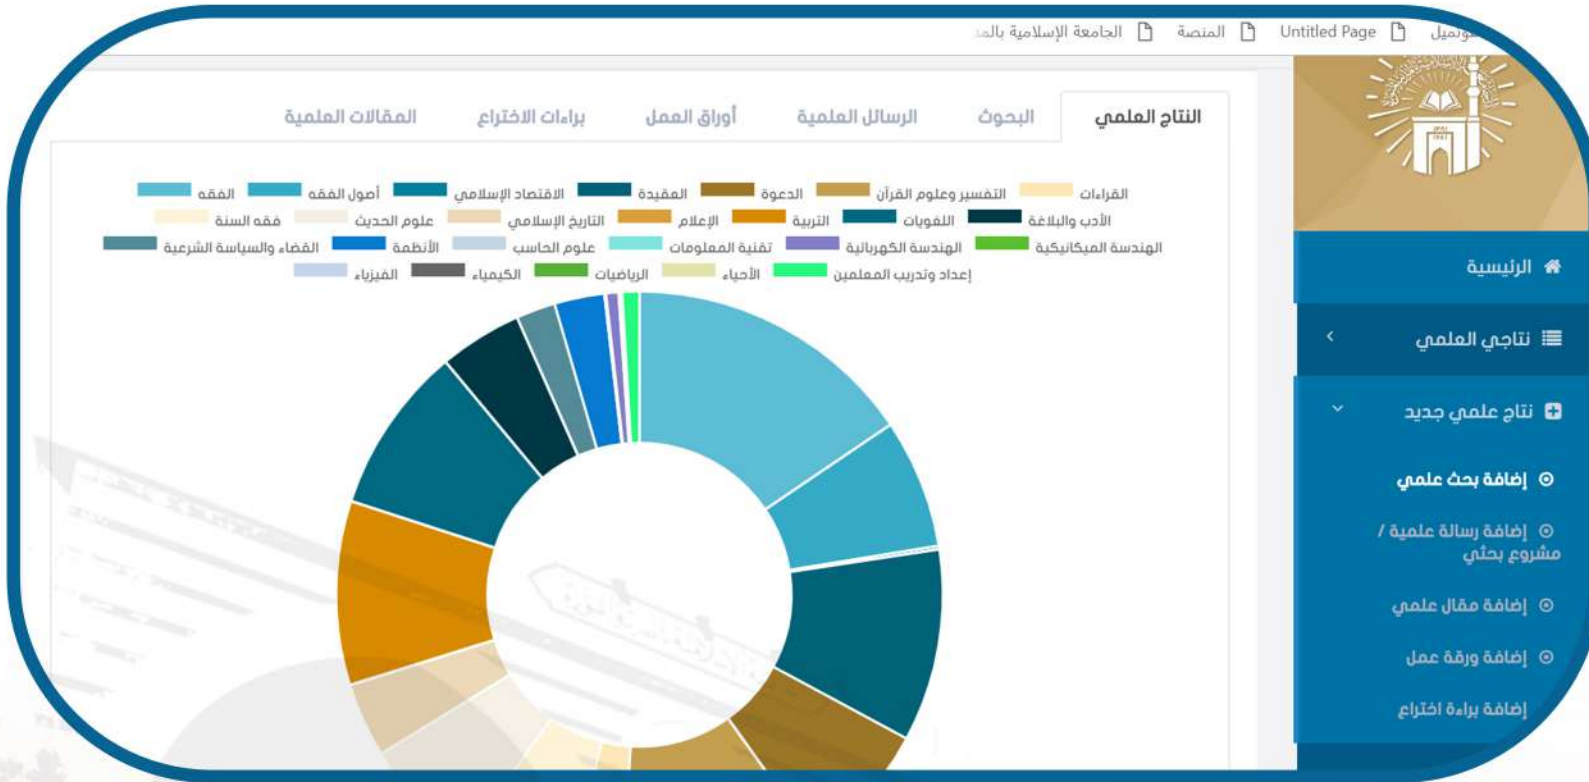 الجامعة الإسلامية بالمد
المنصة
Untitled Page
النتاج العلمي
البحوث
الرسائل العلمية
أوراق العمل
براءات الاختراع
المقالات العلمية
الفقه أصول الفقه الاقتصاد الإسلامي العقيدة الدعوة التفسير وعلوم القرآن القراءات
فقه السنة علوم الحديث التاريخ الإسلامي الإعلام التربية اللغويات الأدب والبلاغة
القضاء والسياسة الشرعية الأنظمة علوم الحاسب تقنية المعلومات الهندسة الكهربائية الهندسة الميكانيكية
الفيزياء الكيمياء الرياضيات الأحياء إعداد وتدريب المعلمين
الرئيسية
نتاجي العلمي
نتاج علمي جديد
إضافة بحث علمي
إضافة رسالة علمية /
مشروع بحثي
إضافة مقال علمي
إضافة ورقة عمل
إضافة براءة اختراع